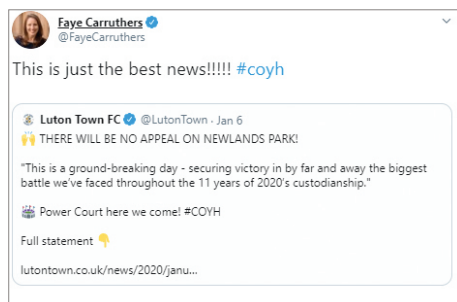 Faye Carruthers
@FayeCarruthers
This is just the best news!!!!! #coyh
Luton Town FC @LutonTown · Jan 6
🙌 THERE WILL BE NO APPEAL ON NEWLANDS PARK!
"This is a ground-breaking day - securing victory in by far and away the biggest
battle we've faced throughout the 11 years of 2020's custodianship."
🏟 Power Court here we come! #COYH
Full statement 👇
lutontown.co.uk/news/2020/janu...